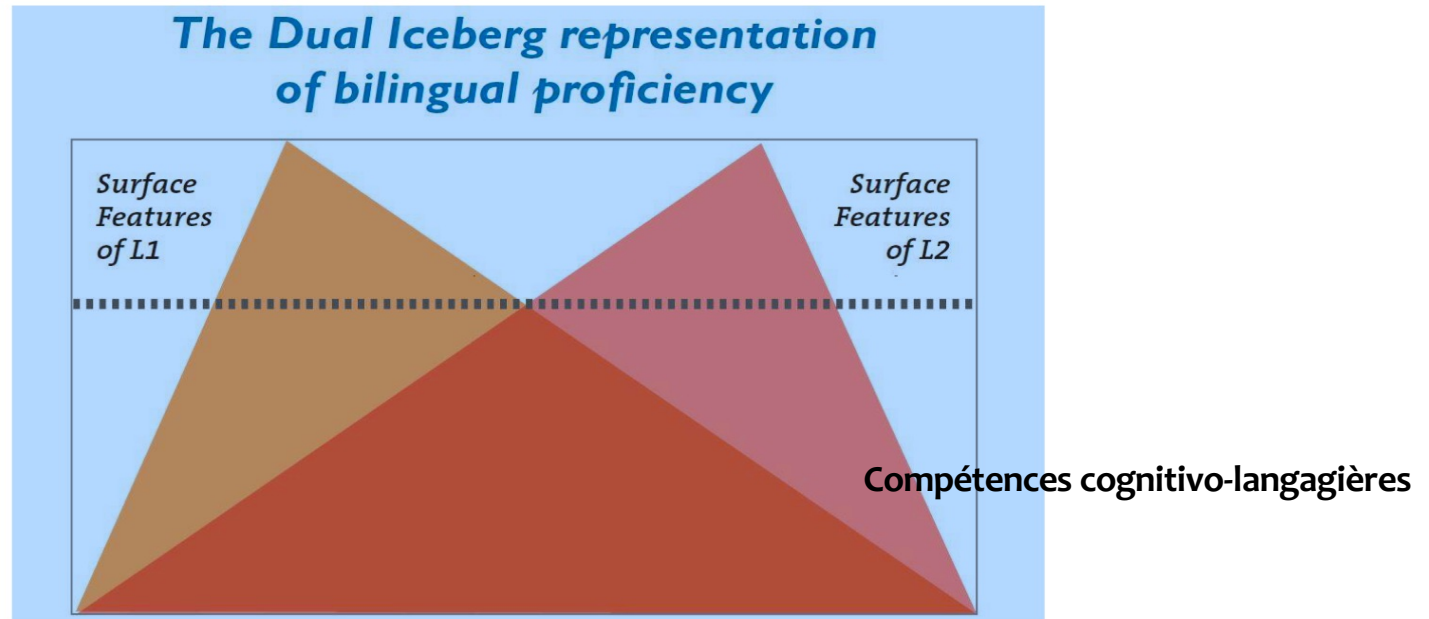 The Dual Iceberg representation
of bilingual proficiency
Surface
Features
of L1
Surface
Features
of L2
Compétences cognitivo-langagières